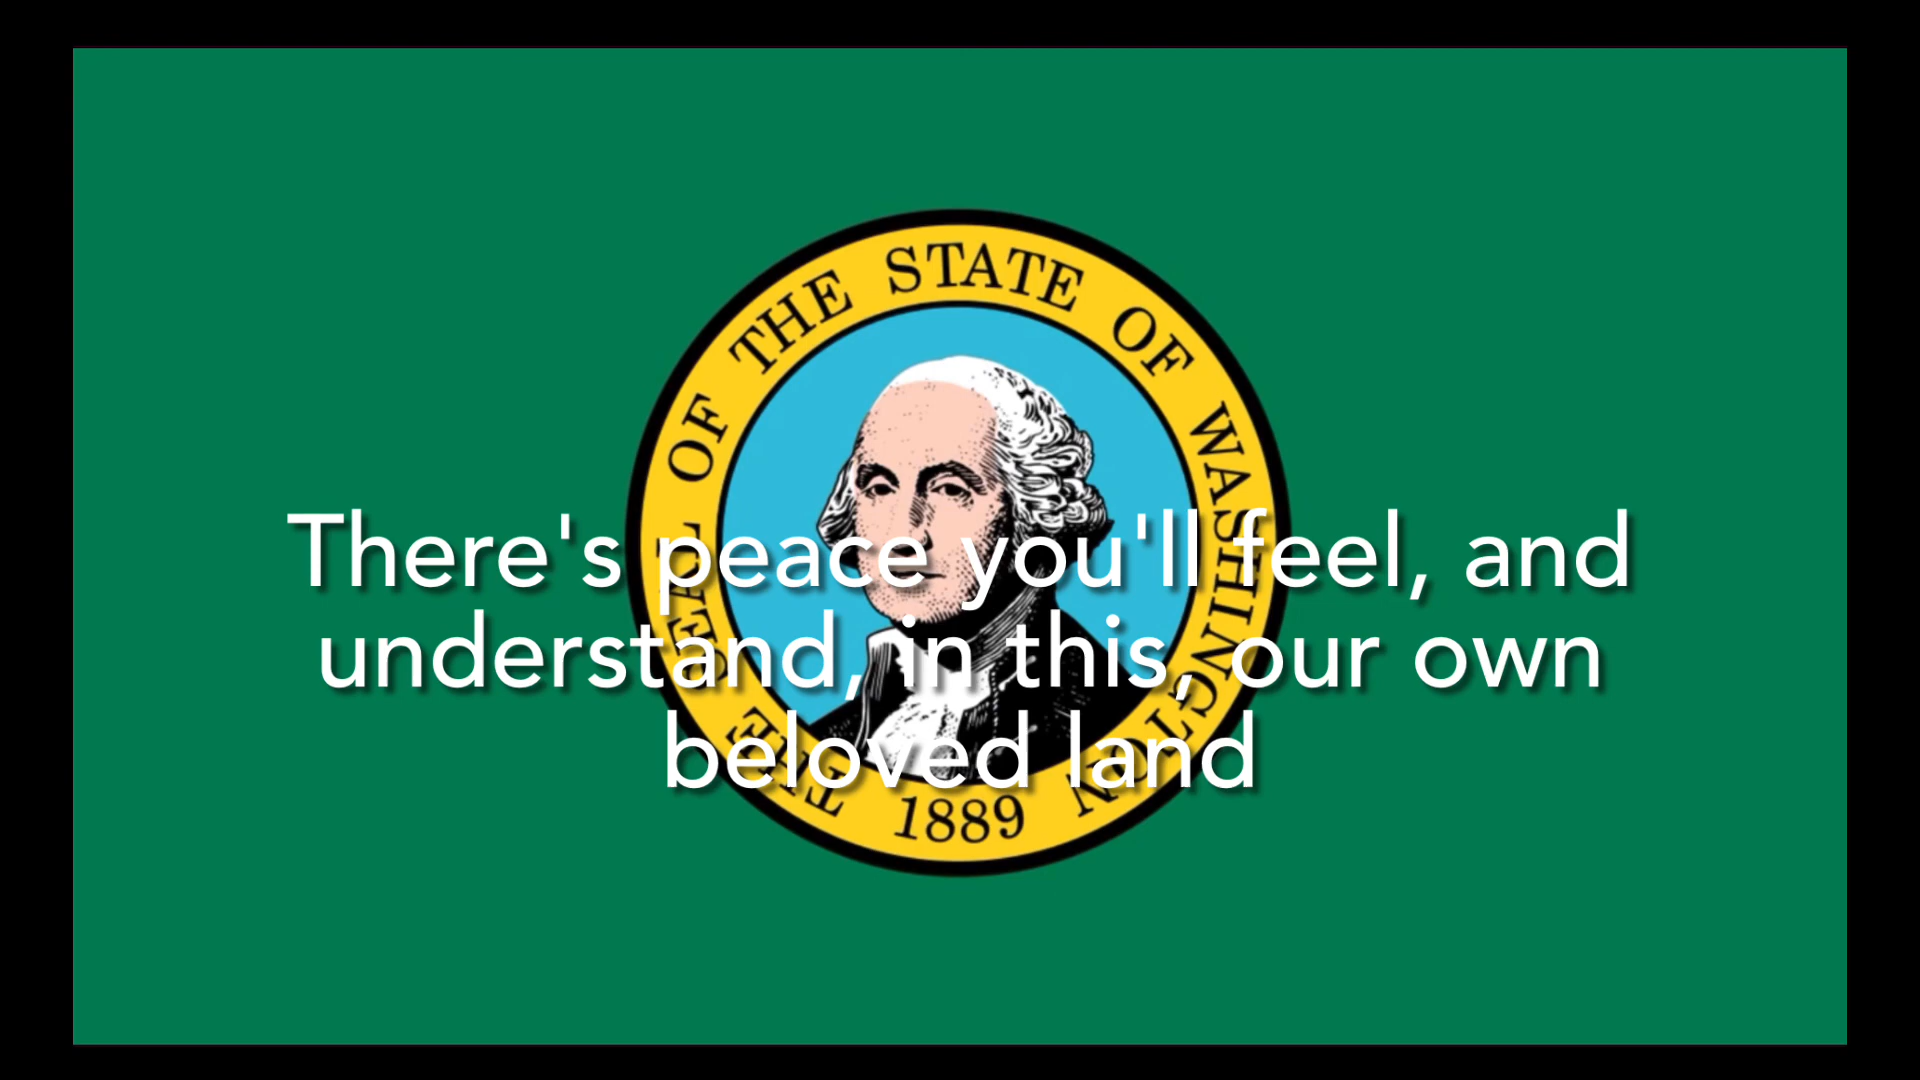 THE SEAL OF THE STATE OF WASHINGTON
There's peace you'll feel, and
understand, in this, our own
beloved land
1889